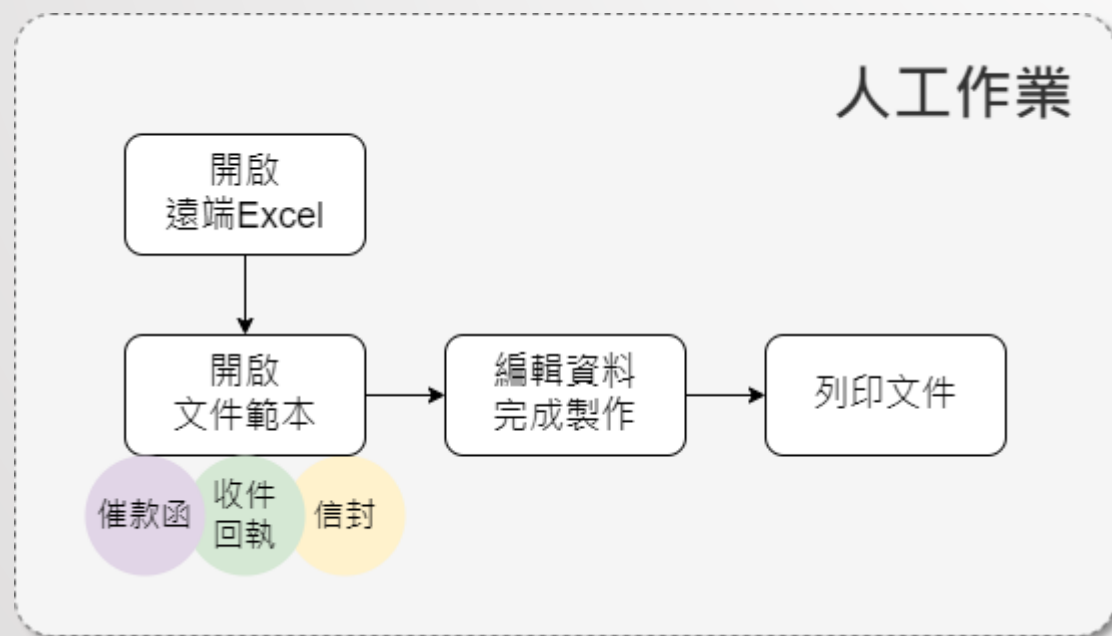 人工作業
開啟
遠端Excel
開啟
文件範本
編輯資料
完成製作
列印文件
催款函
收件
回執
信封